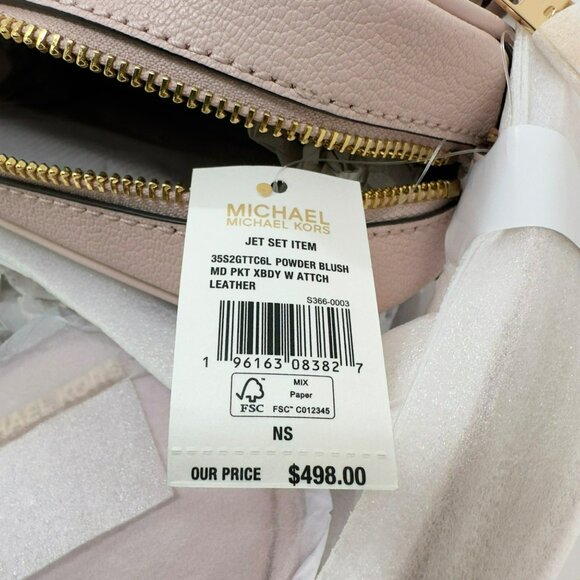 MICHAEL
MICHAEL KORS
JET SET ITEM
35S2GTTC6L POWDER BLUSH
MD PKT XBDY W ATTCH
LEATHER
S366-0003
1 96163 08382 7
FSC
MIX
Paper
FSC™ C012345
NS
OUR PRICE $498.00
MICHAEL KORS